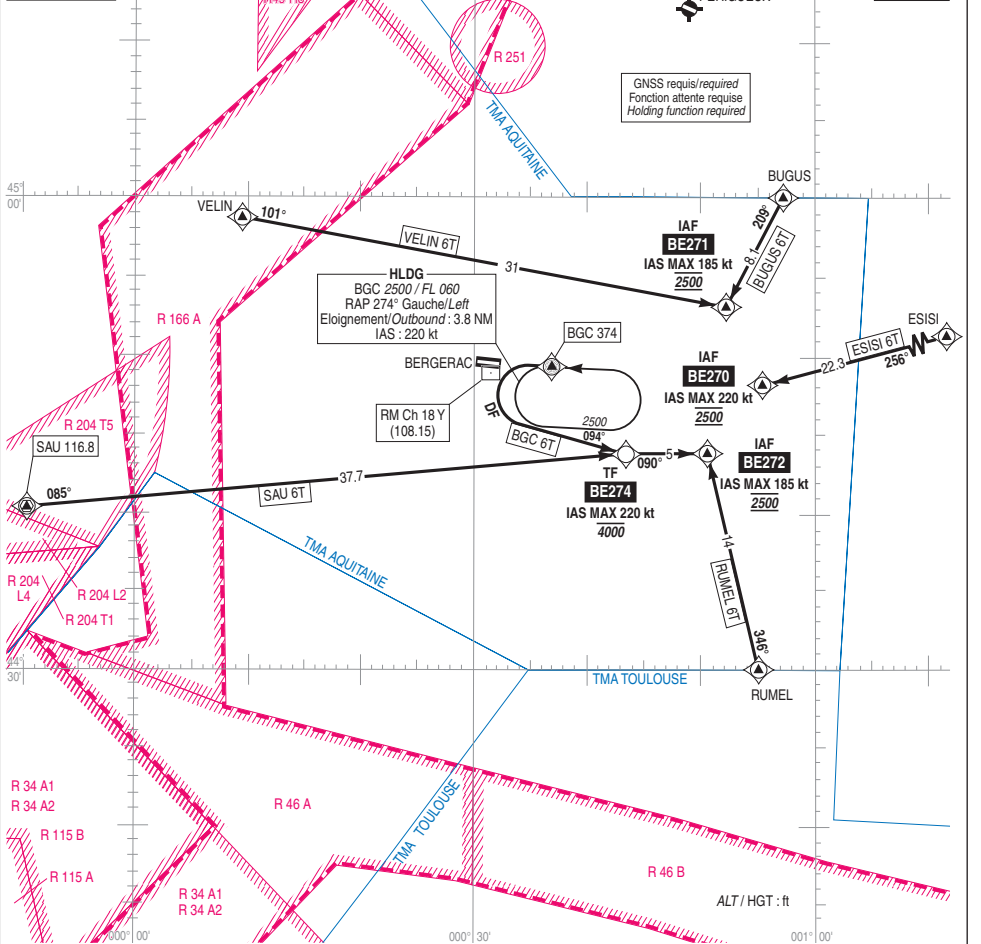 R 251
GNSS requis/required
Fonction attente requise
Holding function required
TMA AQUITAINE
45°
00'
BUGUS
VELIN
101°
209°
VELIN 6T
31
IAF
BE271
IAS MAX 185 kt
2500
8.1
BUGUS 6T
HLDG
BGC 2500 / FL 060
RAP 274° Gauche/Left
Eloignement/Outbound : 3.8 NM
IAS : 220 kt
R 166 A
BGC 374
BERGERAC
ESISI
ESISI 6T
256°
22.3
IAF
BE270
IAS MAX 220 kt
2500
RM Ch 18 Y
(108.15)
DF
2500
094°
BGC 6T
R 204 T5
SAU 116.8
085°
37.7
SAU 6T
090°
5
TF
BE274
IAS MAX 220 kt
4000
IAF
BE272
IAS MAX 185 kt
2500
TMA AQUITAINE
14
RUMEL 6T
346°
R 204
L4
R 204 L2
R 204 T1
44°
30'
TMA TOULOUSE
RUMEL
R 34 A1
R 34 A2
R 46 A
TMA TOULOUSE
R 115 B
R 115 A
R 34 A1
R 34 A2
R 46 B
ALT / HGT : ft
000° 00'
000° 30'
001° 00'